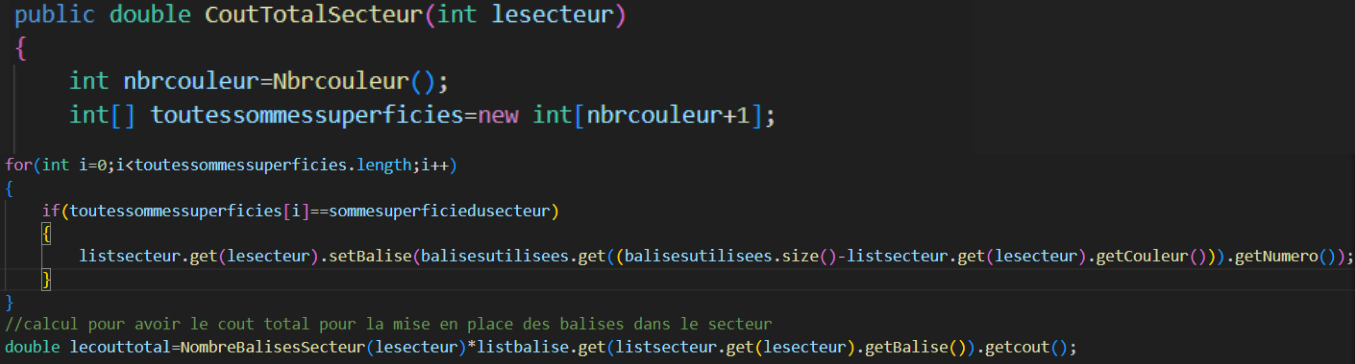 public double CoutTotalSecteur(int lesecteur)
{
int nbrcouleur=Nbrcouleur();
int[] toutessommessuperficies=new int[nbrcouleur+1];
for(int i=0;i<toutessommessuperficies.length;i++)
{
if(toutessommessuperficies[i]==sommesuperficiedusecteur)
{
listsecteur.get(lesecteur).setBalise(balisesutilisees.get((balisesutilisees.size()-listsecteur.get(lesecteur).getCouleur())).getNumero());
}
}
//calcul pour avoir le cout total pour la mise en place des balises dans le secteur
double lecouttotal=NombreBalisesSecteur(lesecteur)*listbalise.get(listsecteur.get(lesecteur).getBalise()).getcout();